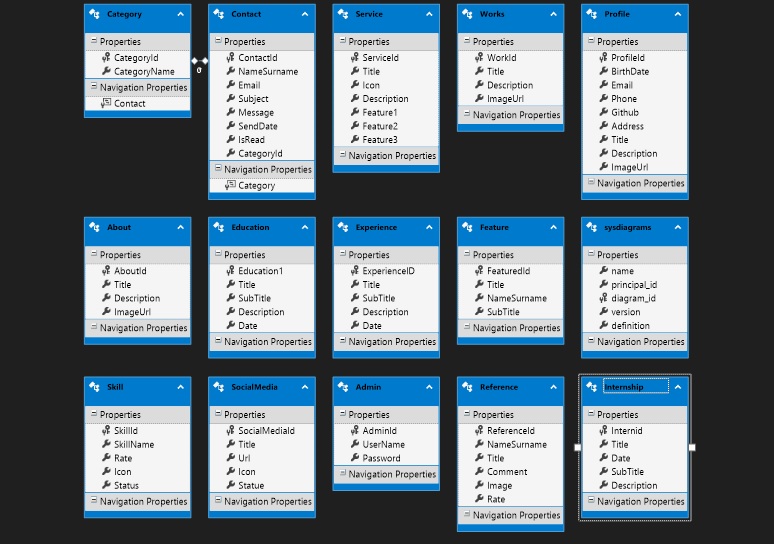 Category
Properties
CategoryId
CategoryName
Navigation Properties
Contact
Contact
Properties
ContactId
NameSurname
Email
Subject
Message
SendDate
IsRead
CategoryId
Navigation Properties
Category
Service
Properties
ServiceId
Title
Icon
Description
Feature1
Feature2
Feature3
Navigation Properties
Works
Properties
WorkId
Title
Description
ImageUrl
Navigation Properties
Profile
Properties
ProfileId
BirthDate
Email
Phone
Github
Address
Title
Description
ImageUrl
Navigation Properties
About
Properties
AboutId
Title
Description
ImageUrl
Navigation Properties
Education
Properties
Education1
Title
SubTitle
Description
Date
Navigation Properties
Experience
Properties
ExperienceID
Title
SubTitle
Description
Date
Navigation Properties
Feature
Properties
FeaturedId
Title
NameSurname
SubTitle
Navigation Properties
sysdiagrams
Properties
name
principal_id
diagram_id
version
definition
Navigation Properties
Skill
Properties
SkillId
SkillName
Rate
Icon
Status
Navigation Properties
SocialMedia
Properties
SocialMediaId
Title
Url
Icon
Statue
Navigation Properties
Admin
Properties
AdminId
UserName
Password
Navigation Properties
Reference
Properties
ReferenceId
NameSurname
Title
Comment
Image
Rate
Navigation Properties
Internship
Properties
Internid
Title
Date
SubTitle
Description
Navigation Properties